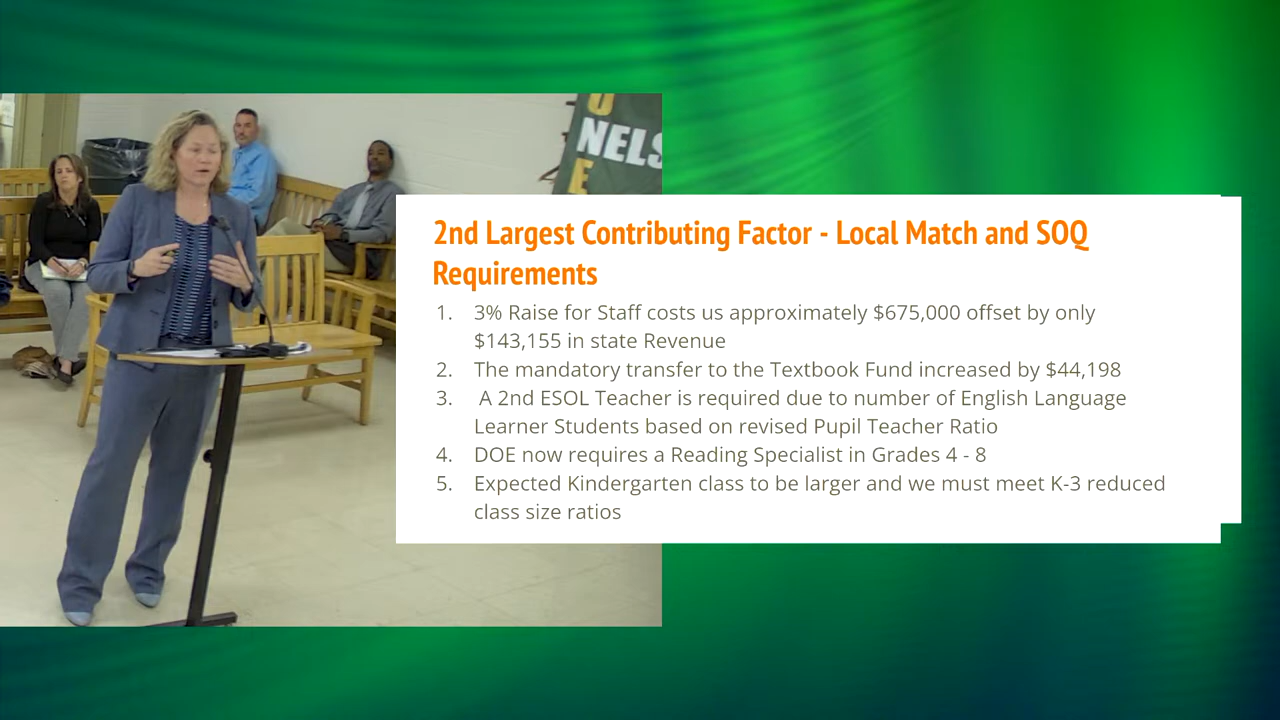 U
NELS
E
2nd Largest Contributing Factor - Local Match and SOQ
Requirements
1. 3% Raise for Staff costs us approximately $675,000 offset by only
$143,155 in state Revenue
2. The mandatory transfer to the Textbook Fund increased by $44,198
3. A 2nd ESOL Teacher is required due to number of English Language
Learner Students based on revised Pupil Teacher Ratio
4. DOE now requires a Reading Specialist in Grades 4 - 8
5. Expected Kindergarten class to be larger and we must meet K-3 reduced
class size ratios